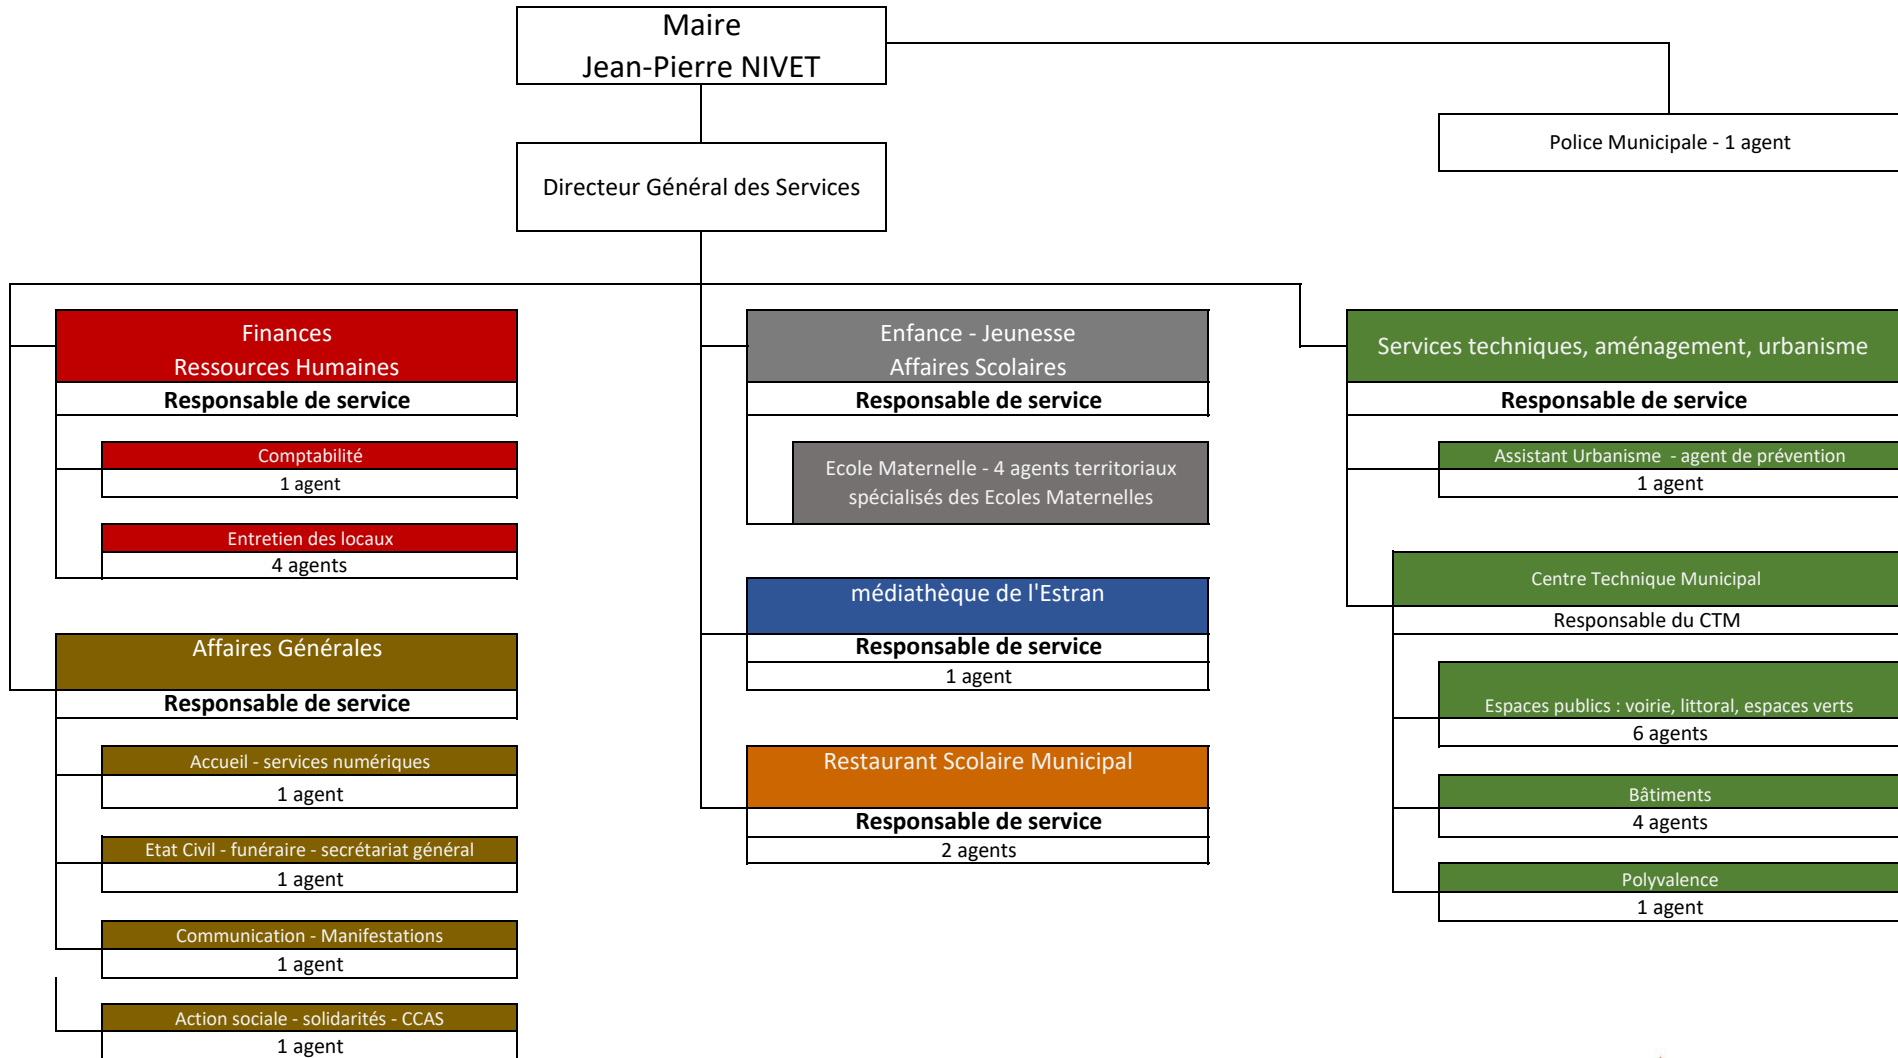 Maire
Jean-Pierre NIVET
Police Municipale - 1 agent
Directeur Général des Services
Finances
Ressources Humaines
Responsable de service
Comptabilité
1 agent
Entretien des locaux
4 agents
Affaires Générales
Responsable de service
Accueil - services numériques
1 agent
Etat Civil - funéraire - secrétariat général
1 agent
Communication - Manifestations
1 agent
Action sociale - solidarités - CCAS
1 agent
Enfance - Jeunesse
Affaires Scolaires
Responsable de service
Ecole Maternelle - 4 agents territoriaux
spécialisés des Ecoles Maternelles
médiathèque de l'Estran
Responsable de service
1 agent
Restaurant Scolaire Municipal
Responsable de service
2 agents
Services techniques, aménagement, urbanisme
Responsable de service
Assistant Urbanisme - agent de prévention
1 agent
Centre Technique Municipal
Responsable du CTM
Espaces publics : voirie, littoral, espaces verts
6 agents
Bâtiments
4 agents
Polyvalence
1 agent